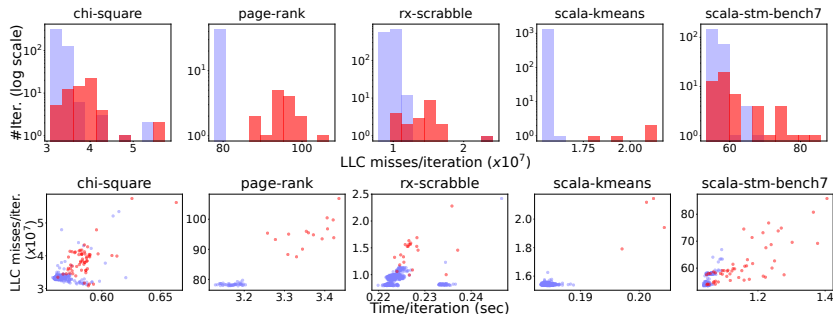 chi-square page-rank rx-scrabble scala-kmeans scala-stm-bench7
#Iter. (log scale)
10² 10¹ 10⁰
10¹ 10⁰
10² 10¹ 10⁰
10³ 10² 10¹ 10⁰
10² 10¹ 10⁰
3 4 5 80 100 1 2 1.75 2.00 60 80
LLC misses/iteration (x10⁷)
chi-square page-rank rx-scrabble scala-kmeans scala-stm-bench7
LLC misses/iter.
(x10⁷)
5 4 3
100 90 80
2.5 2.0 1.5 1.0
2.0 1.8 1.6
80 70 60
0.60 0.65 3.2 3.3 3.4 0.22 0.23 0.24 0.19 0.20 1.2 1.4
Time/iteration (sec)